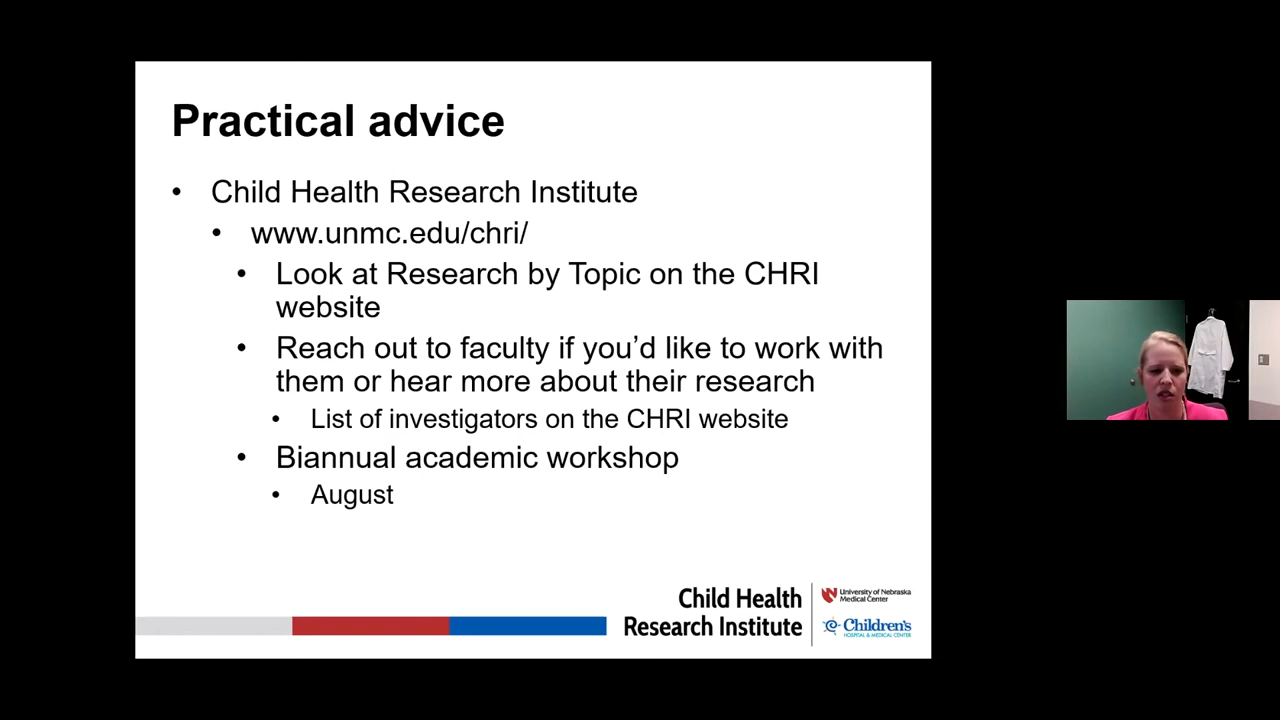 Practical advice
• Child Health Research Institute
• www.unmc.edu/chri/
• Look at Research by Topic on the CHRI
website
• Reach out to faculty if you’d like to work with
them or hear more about their research
• List of investigators on the CHRI website
• Biannual academic workshop
• August
Child Health
Research Institute
University of Nebraska
Medical Center
Children's
HOSPITAL & MEDICAL CENTER